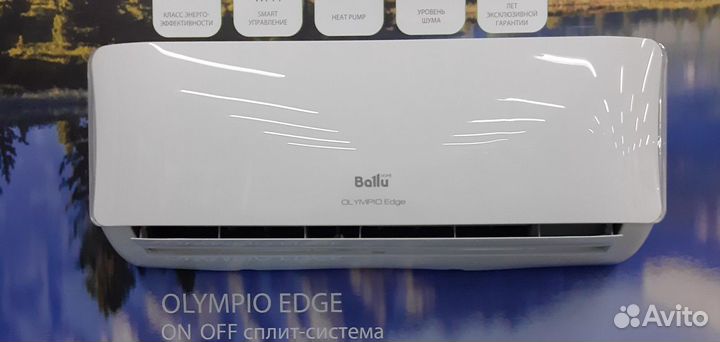 КЛАСС ЭНЕРГО-
ЭФФЕКТИВНОСТИ
SMART
УПРАВЛЕНИЕ
HEAT PUMP
УРОВЕНЬ
ШУМА
ЛЕТ
ЭКСКЛЮЗИВНОЙ
ГАРАНТИИ
Ballu
HOME
OLYMPIO Edge
OLYMPIO EDGE
ON OFF сплит-система
Avito